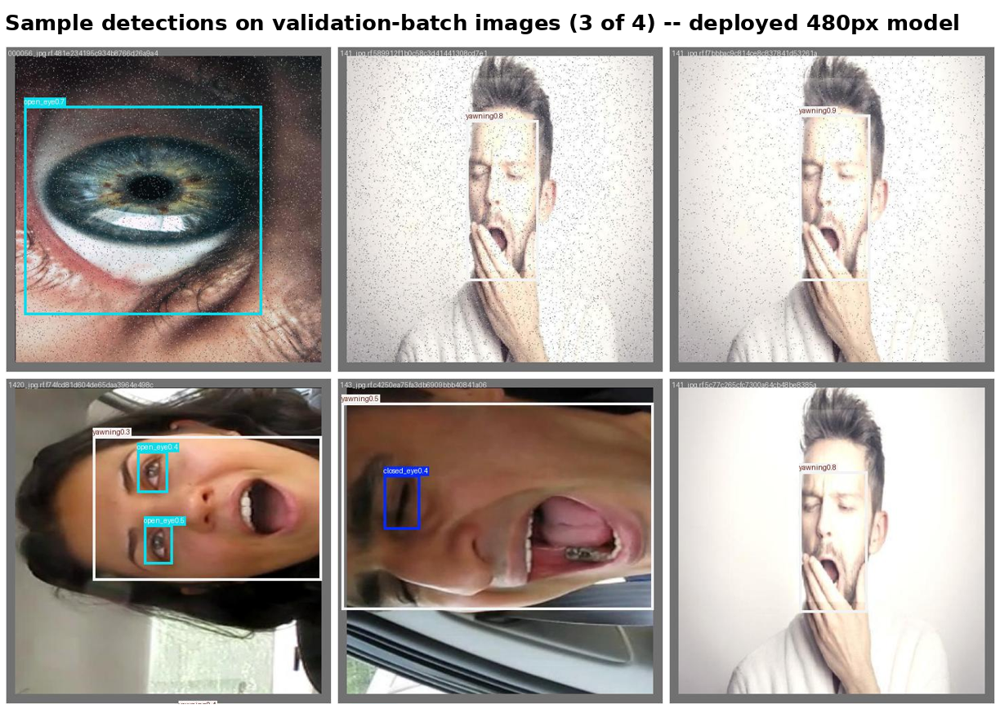 Sample detections on validation-batch images (3 of 4) -- deployed 480px model
000056_jpg.rf.481e234195c934b8766d26a9a4
141_jpg.rf.589912f1b0c58c3d41441308cd7e1
141_jpg.rf.f7bbbac9c814ce8c837841d53261a
open_eye0.7
yawning0.8
yawning0.9
1420_jpg.rf.f74fcd81d604de65daa3964e498c
143_jpg.rf.c4250ea75fa3db6909bbb40841a06
141_jpg.rf.5c77c265cfc7300a64cb48be8385a
yawning0.3
open_eye0.4
open_eye0.5
yawning0.5
closed_eye0.4
yawning0.8